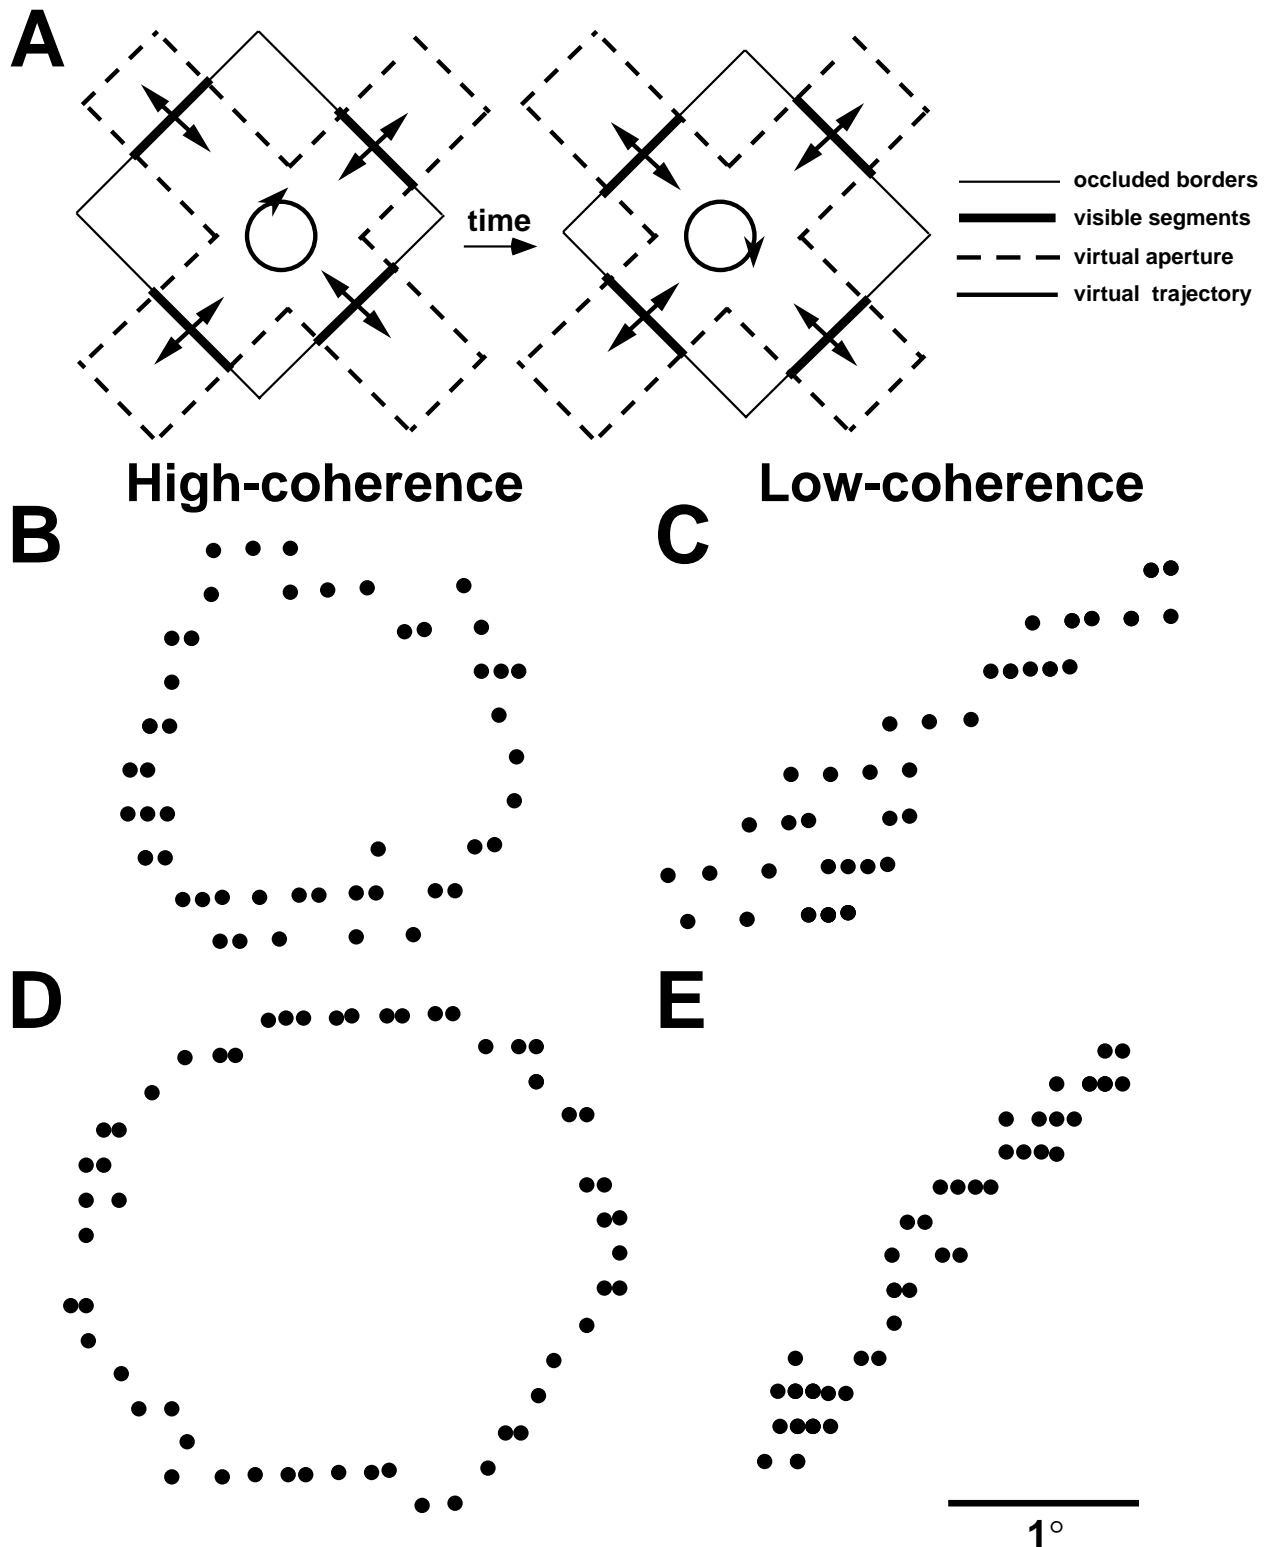 A
time
occluded borders
visible segments
virtual aperture
virtual trajectory
High-coherence
Low-coherence
B
C
D
E
1°